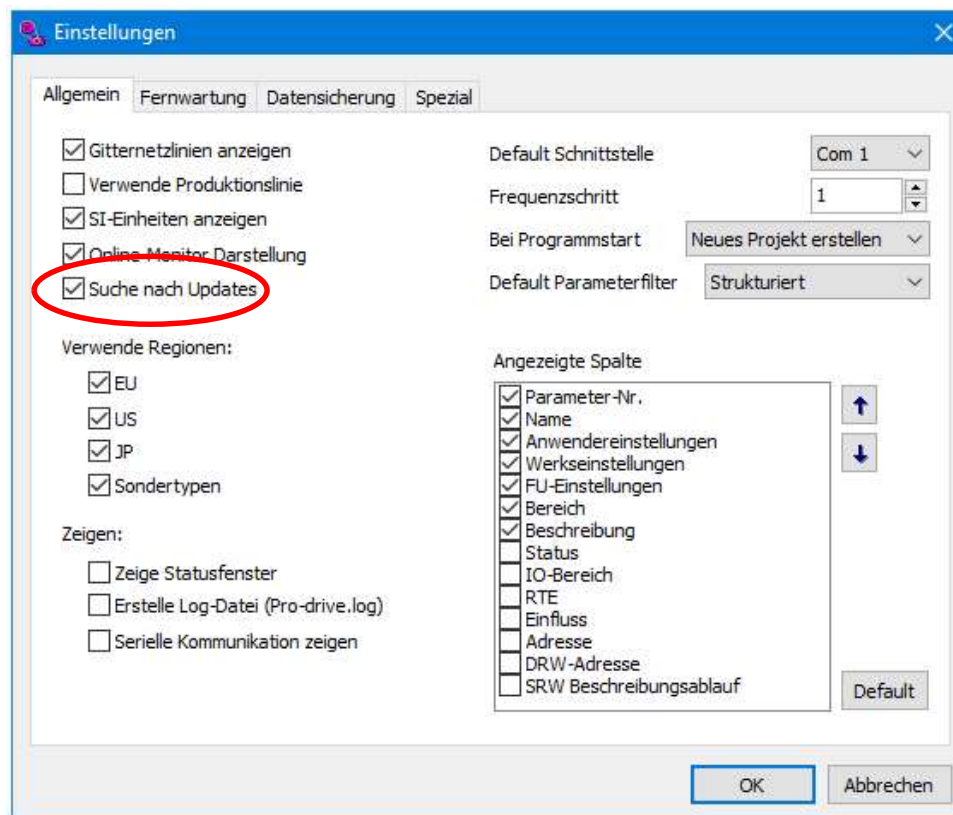 Einstellungen
Allgemein Fernwartung Datensicherung Spezial
Gitternetzlinien anzeigen
Verwende Produktionslinie
SI-Einheiten anzeigen
Online-Monitor Darstellung
Suche nach Updates
Verwende Regionen:
EU
US
JP
Sondertypen
Zeigen:
Zeige Statusfenster
Erstelle Log-Datei (Pro-drive.log)
Serielle Kommunikation zeigen
Default Schnittstelle Com 1
Frequenzschritt 1
Bei Programmstart Neues Projekt erstellen
Default Parameterfilter Strukturiert
Angezeigte Spalte
Parameter-Nr.
Name
Anwendereinstellungen
Werkseinstellungen
FU-Einstellungen
Bereich
Beschreibung
Status
IO-Bereich
RTE
Einfluss
Adresse
DRW-Adresse
SRW Beschreibungsablauf
Default
OK Abbrechen